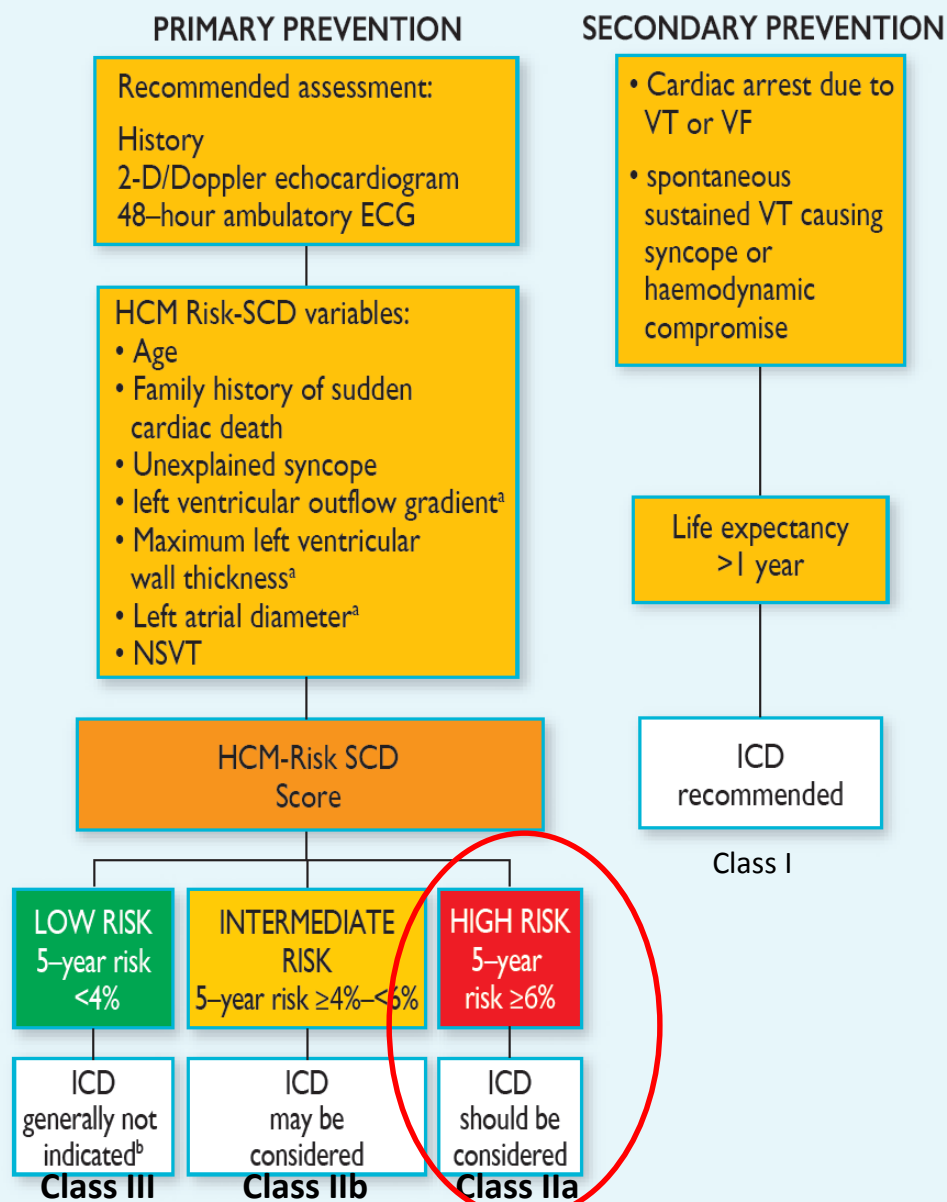 PRIMARY PREVENTION
Recommended assessment:
History
2-D/Doppler echocardiogram
48–hour ambulatory ECG
HCM Risk-SCD variables:
• Age
• Family history of sudden
cardiac death
• Unexplained syncope
• left ventricular outflow gradientᵃ
• Maximum left ventricular
wall thicknessᵃ
• Left atrial diameterᵃ
• NSVT
HCM-Risk SCD
Score
LOW RISK
5–year risk
<4%
ICD
generally not
indicatedᵇ
Class III
INTERMEDIATE
RISK
5–year risk ≥4%–<6%
ICD
may be
considered
Class IIb
HIGH RISK
5–year
risk ≥6%
ICD
should be
considered
Class IIa
SECONDARY PREVENTION
• Cardiac arrest due to
VT or VF
• spontaneous
sustained VT causing
syncope or
haemodynamic
compromise
Life expectancy
>1 year
ICD
recommended
Class I